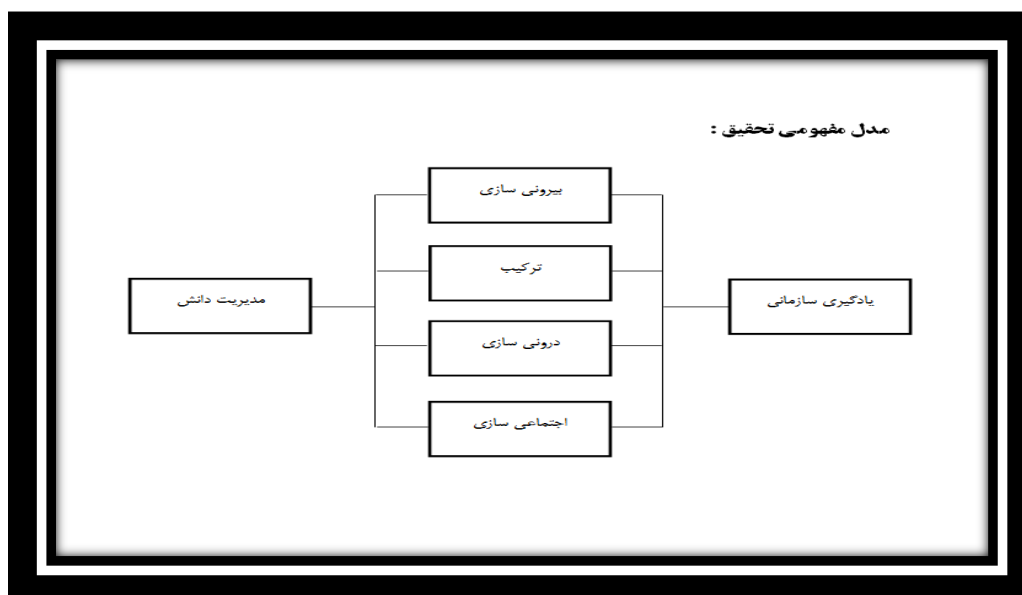 مدل مفهومی تحقیق :
بیرونی سازی
ترکیب
یادگیری سازمانی
مدیریت دانش
درونی سازی
اجتماعی سازی